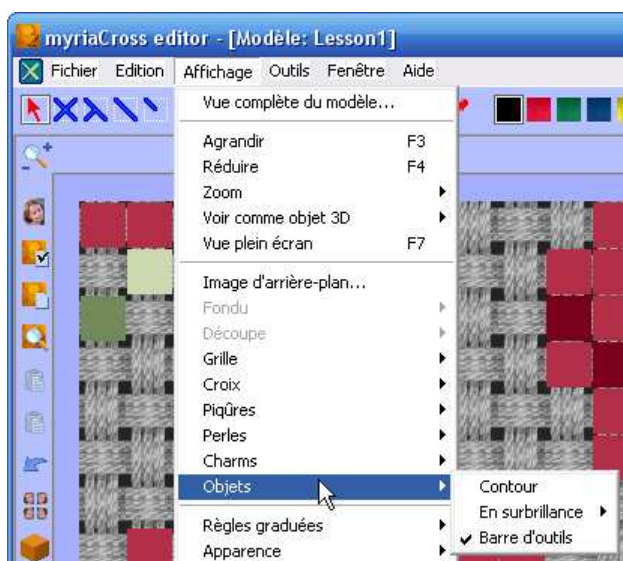 myriaCross editor - [Modèle: Lesson1]
Fichier Edition Affichage Outils Fenêtre Aide
Vue complète du modèle...
Agrandir F3
Réduire F4
Zoom
Voir comme objet 3D
Vue plein écran F7
Image d'arrière-plan...
Fondu
Découpe
Grille
Croix
Piqûres
Perles
Charms
Objets
Contour
En surbrillance
Barre d'outils
Règles graduées
Apparence